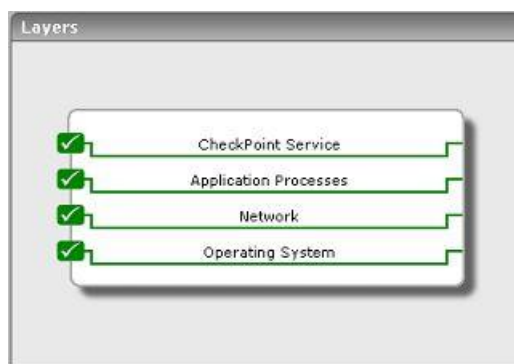 Layers
CheckPoint Service
Application Processes
Network
Operating System